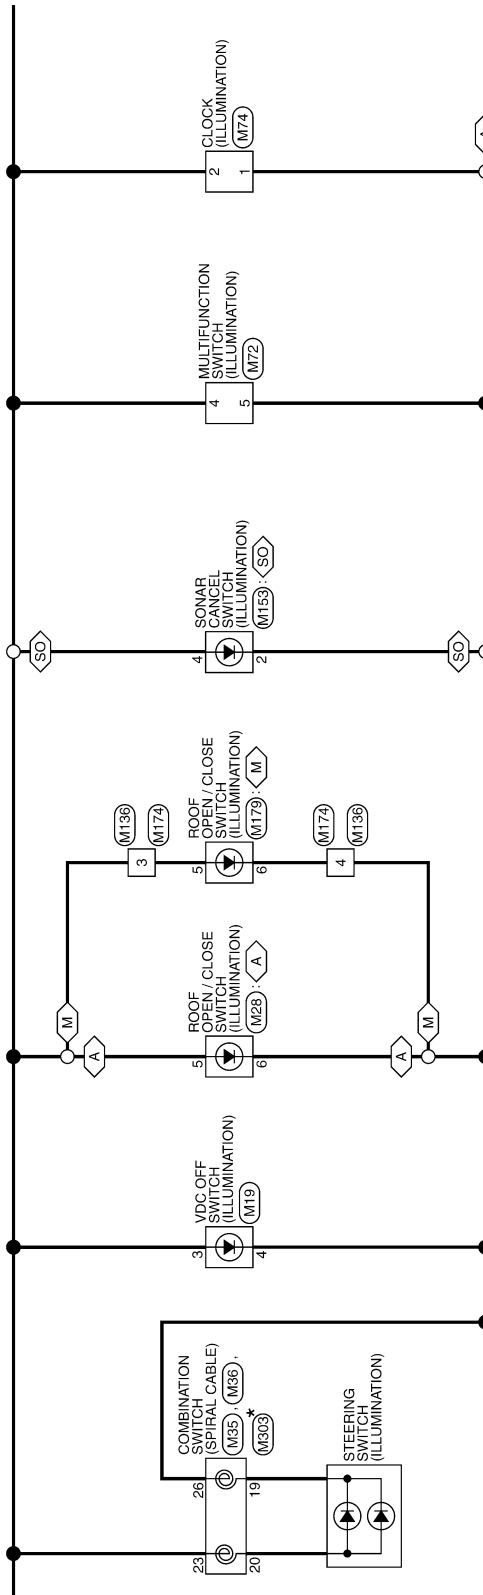 COMBINATION
SWITCH
(SPIRAL CABLE)
M35 , M36 ,
M303 *
23
26
20
19
STEERING
SWITCH
(ILLUMINATION)
VDC OFF
SWITCH
(ILLUMINATION)
M19
3
4
M
A
ROOF
OPEN / CLOSE
SWITCH
(ILLUMINATION)
M28 : A
5
6
A
M
M136
3
M174
ROOF
OPEN / CLOSE
SWITCH
(ILLUMINATION)
M179 : M
5
6
M174
4
M136
SO
SONAR
CANCEL
SWITCH
(ILLUMINATION)
M153 : SO
4
2
SO
MULTIFUNCTION
SWITCH
(ILLUMINATION)
M72
4
5
CLOCK
(ILLUMINATION)
M74
2
1